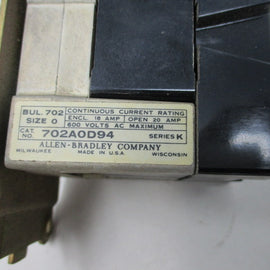 BUL. 702 CONTINUOUS CURRENT RATING
SIZE 0 ENCL. 18 AMP OPEN 20 AMP
600 VOLTS AC MAXIMUM
CAT. NO. 702AOD94 SERIES K
ALLEN-BRADLEY COMPANY
MILWAUKEE MADE IN U.S.A. WISCONSIN